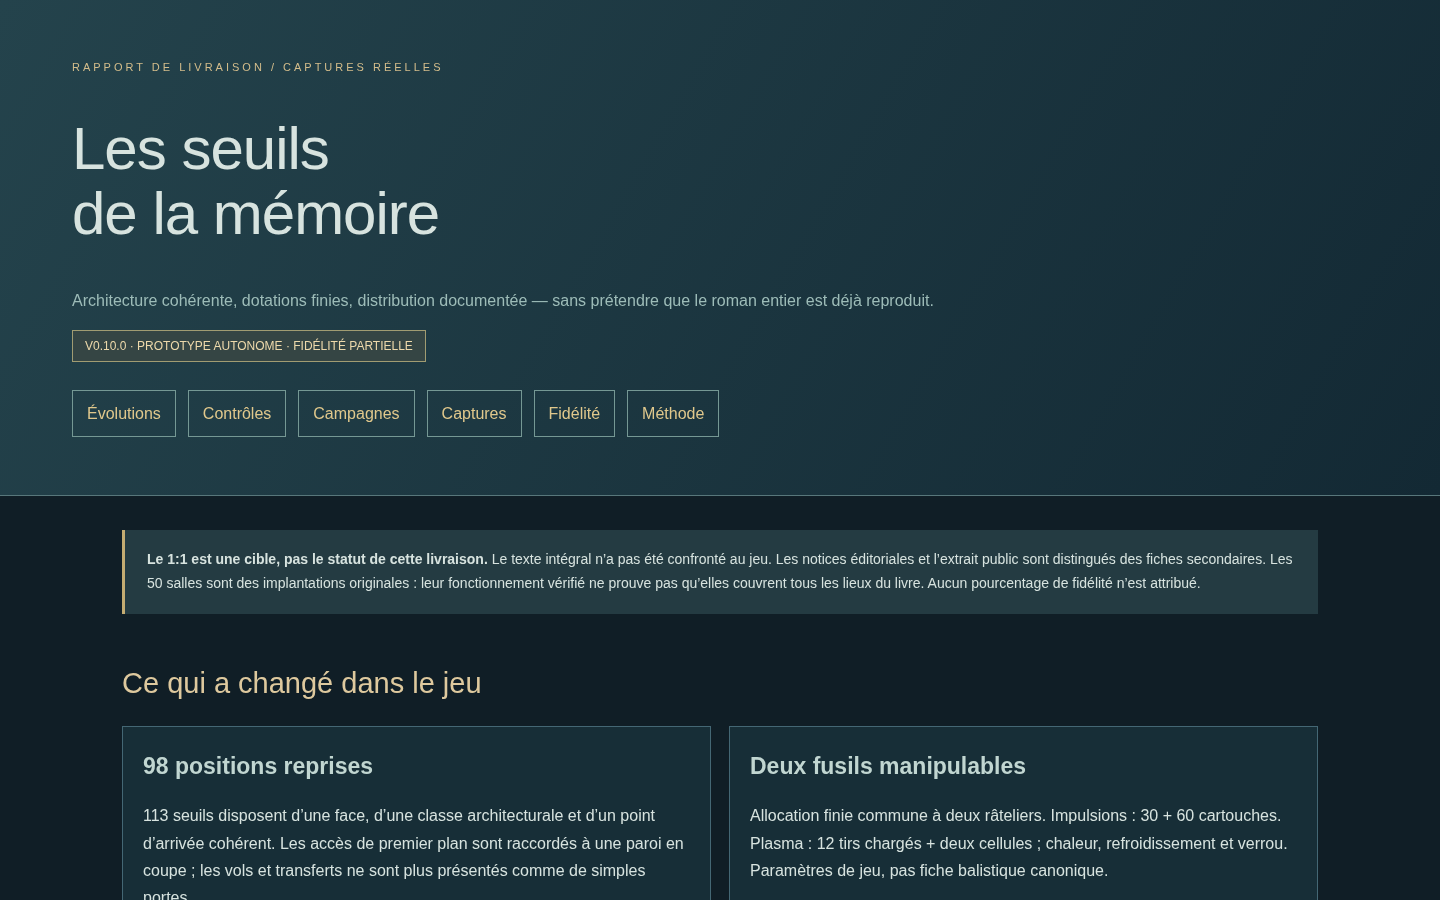 RAPPORT DE LIVRAISON / CAPTURES RÉELLES
Les seuils
de la mémoire
Architecture cohérente, dotations finies, distribution documentée — sans prétendre que le roman entier est déjà reproduit.
V0.10.0 · PROTOTYPE AUTONOME · FIDÉLITÉ PARTIELLE
Évolutions
Contrôles
Campagnes
Captures
Fidélité
Méthode
Le 1:1 est une cible, pas le statut de cette livraison. Le texte intégral n’a pas été confronté au jeu. Les notices éditoriales et l’extrait public sont distingués des fiches secondaires. Les
50 salles sont des implantations originales : leur fonctionnement vérifié ne prouve pas qu’elles couvrent tous les lieux du livre. Aucun pourcentage de fidélité n’est attribué.
Ce qui a changé dans le jeu
98 positions reprises
113 seuils disposent d’une face, d’une classe architecturale et d’un point
d’arrivée cohérent. Les accès de premier plan sont raccordés à une paroi en
coupe ; les vols et transferts ne sont plus présentés comme de simples
portes.
Deux fusils manipulables
Allocation finie commune à deux râteliers. Impulsions : 30 + 60 cartouches.
Plasma : 12 tirs chargés + deux cellules ; chaleur, refroidissement et verrou.
Paramètres de jeu, pas fiche balistique canonique.